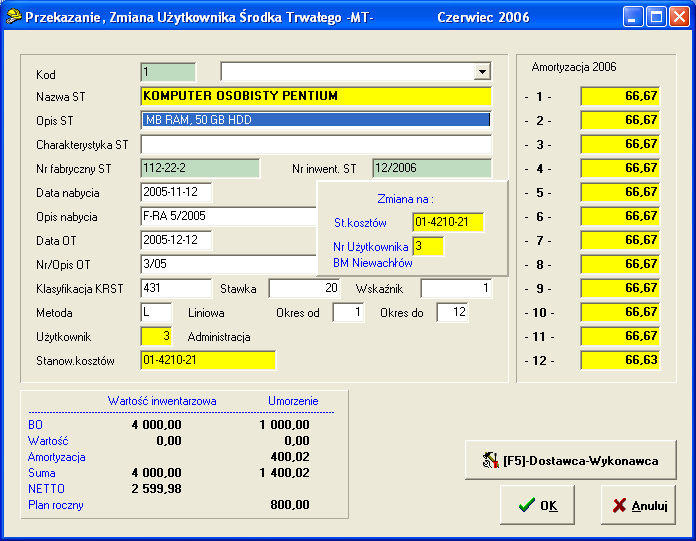 Przekazanie, Zmiana Użytkownika Środka Trwałego -MT- Czerwiec 2006
Kod 1
Nazwa ST KOMPUTER OSOBISTY PENTIUM
Opis ST MB RAM, 50 GB HDD
Charakterystyka ST
Nr fabryczny ST 112-22-2 Nr inwent. ST 12/2006
Data nabycia 2005-11-12
Opis nabycia F-RA 5/2005
Data OT 2005-12-12
Nr/Opis OT 3/05
Zmiana na :
St.kosztów 01-4210-21
Nr Użytkownika 3
BM Niewachłów
Klasyfikacja KRST 431 Stawka 20 Wskaźnik 1
Metoda L Liniowa Okres od 1 Okres do 12
Użytkownik 3 Administracja
Stanow.kosztów 01-4210-21
Amortyzacja 2006
- 1 - 66,67
- 2 - 66,67
- 3 - 66,67
- 4 - 66,67
- 5 - 66,67
- 6 - 66,67
- 7 - 66,67
- 8 - 66,67
- 9 - 66,67
- 10 - 66,67
- 11 - 66,67
- 12 - 66,63
Wartość inwentarzowa Umorzenie
BO 4 000,00 1 000,00
Wartość 0,00 0,00
Amortyzacja 400,02
Suma 4 000,00 1 400,02
NETTO 2 599,98
Plan roczny 800,00
[F5]-Dostawca-Wykonawca
OK Anuluj